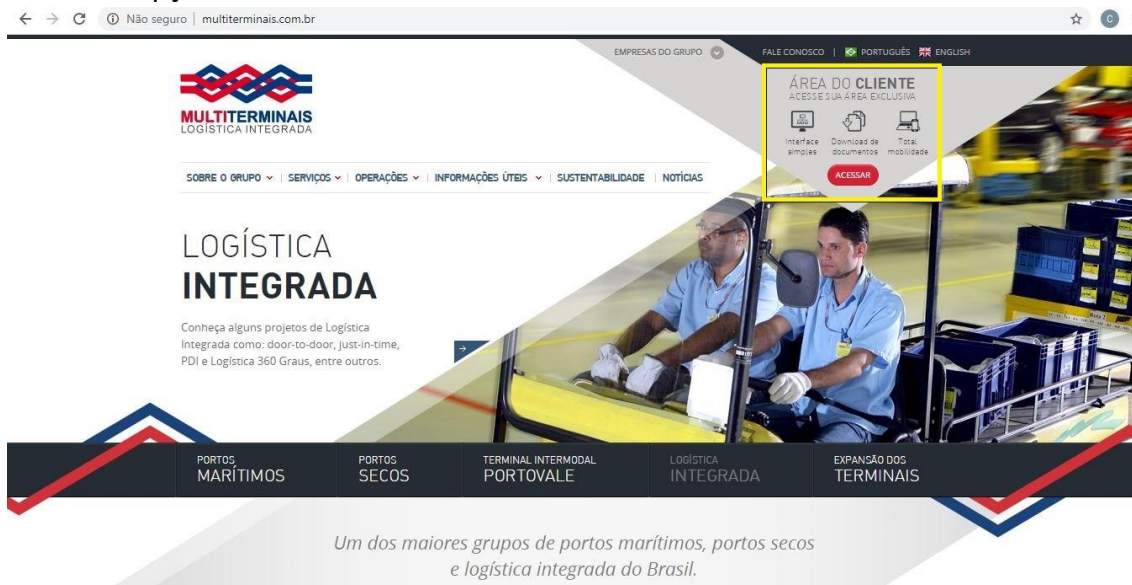 Não seguro | multiterminais.com.br
C
EMPRESAS DO GRUPO
FALE CONOSCO | PORTUGUÊS ENGLISH
ÁREA DO CLIENTE
ACESSE SUA ÁREA EXCLUSIVA
Interface simples
Download de documentos
Total mobilidade
ACESSAR
MULTITERMINAIS
LOGÍSTICA INTEGRADA
SOBRE O GRUPO | SERVIÇOS | OPERAÇÕES | INFORMAÇÕES ÚTEIS | SUSTENTABILIDADE | NOTÍCIAS
LOGÍSTICA
INTEGRADA
Conheça alguns projetos de Logística
Integrada como: door-to-door, just-in-time,
PDI e Logística 360 Graus, entre outros.
PORTOS
MARÍTIMOS
PORTOS
SECOS
TERMINAL INTERMODAL
PORTOVALE
LOGÍSTICA
INTEGRADA
EXPANSÃO DOS
TERMINAIS
Um dos maiores grupos de portos marítimos, portos secos
e logística integrada do Brasil.